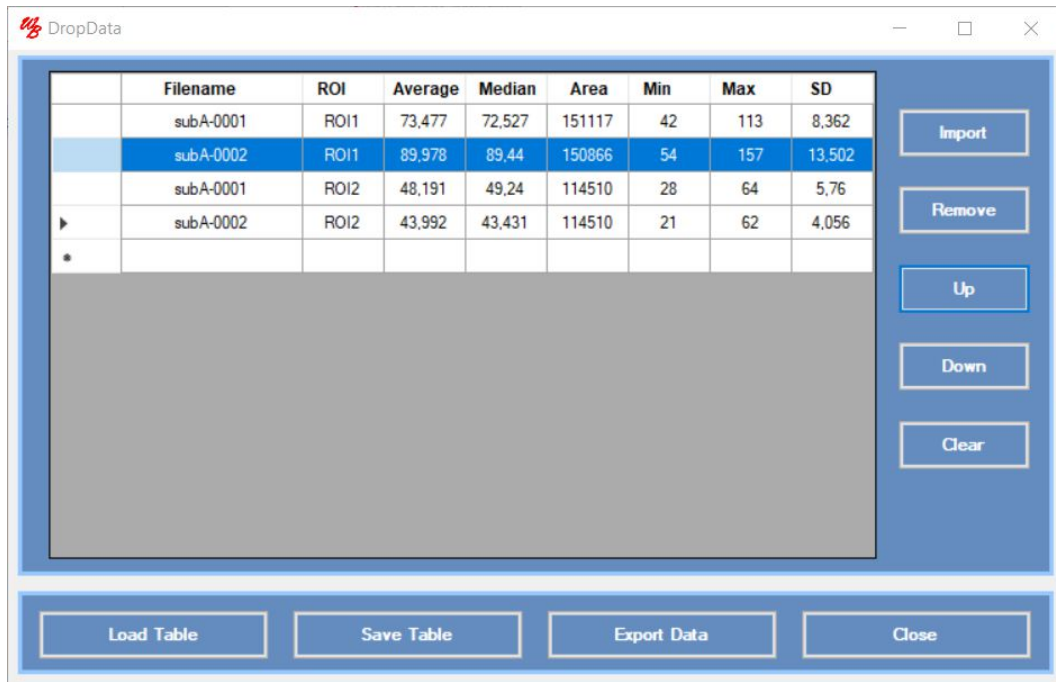 DropData
Filename ROI Average Median Area Min Max SD
subA-0001 ROI1 73,477 72,527 151117 42 113 8,362
subA-0002 ROI1 89,978 89,44 150866 54 157 13,502
subA-0001 ROI2 48,191 49,24 114510 28 64 5,76
subA-0002 ROI2 43,992 43,431 114510 21 62 4,056
Import
Remove
Up
Down
Clear
Load Table Save Table Export Data Close